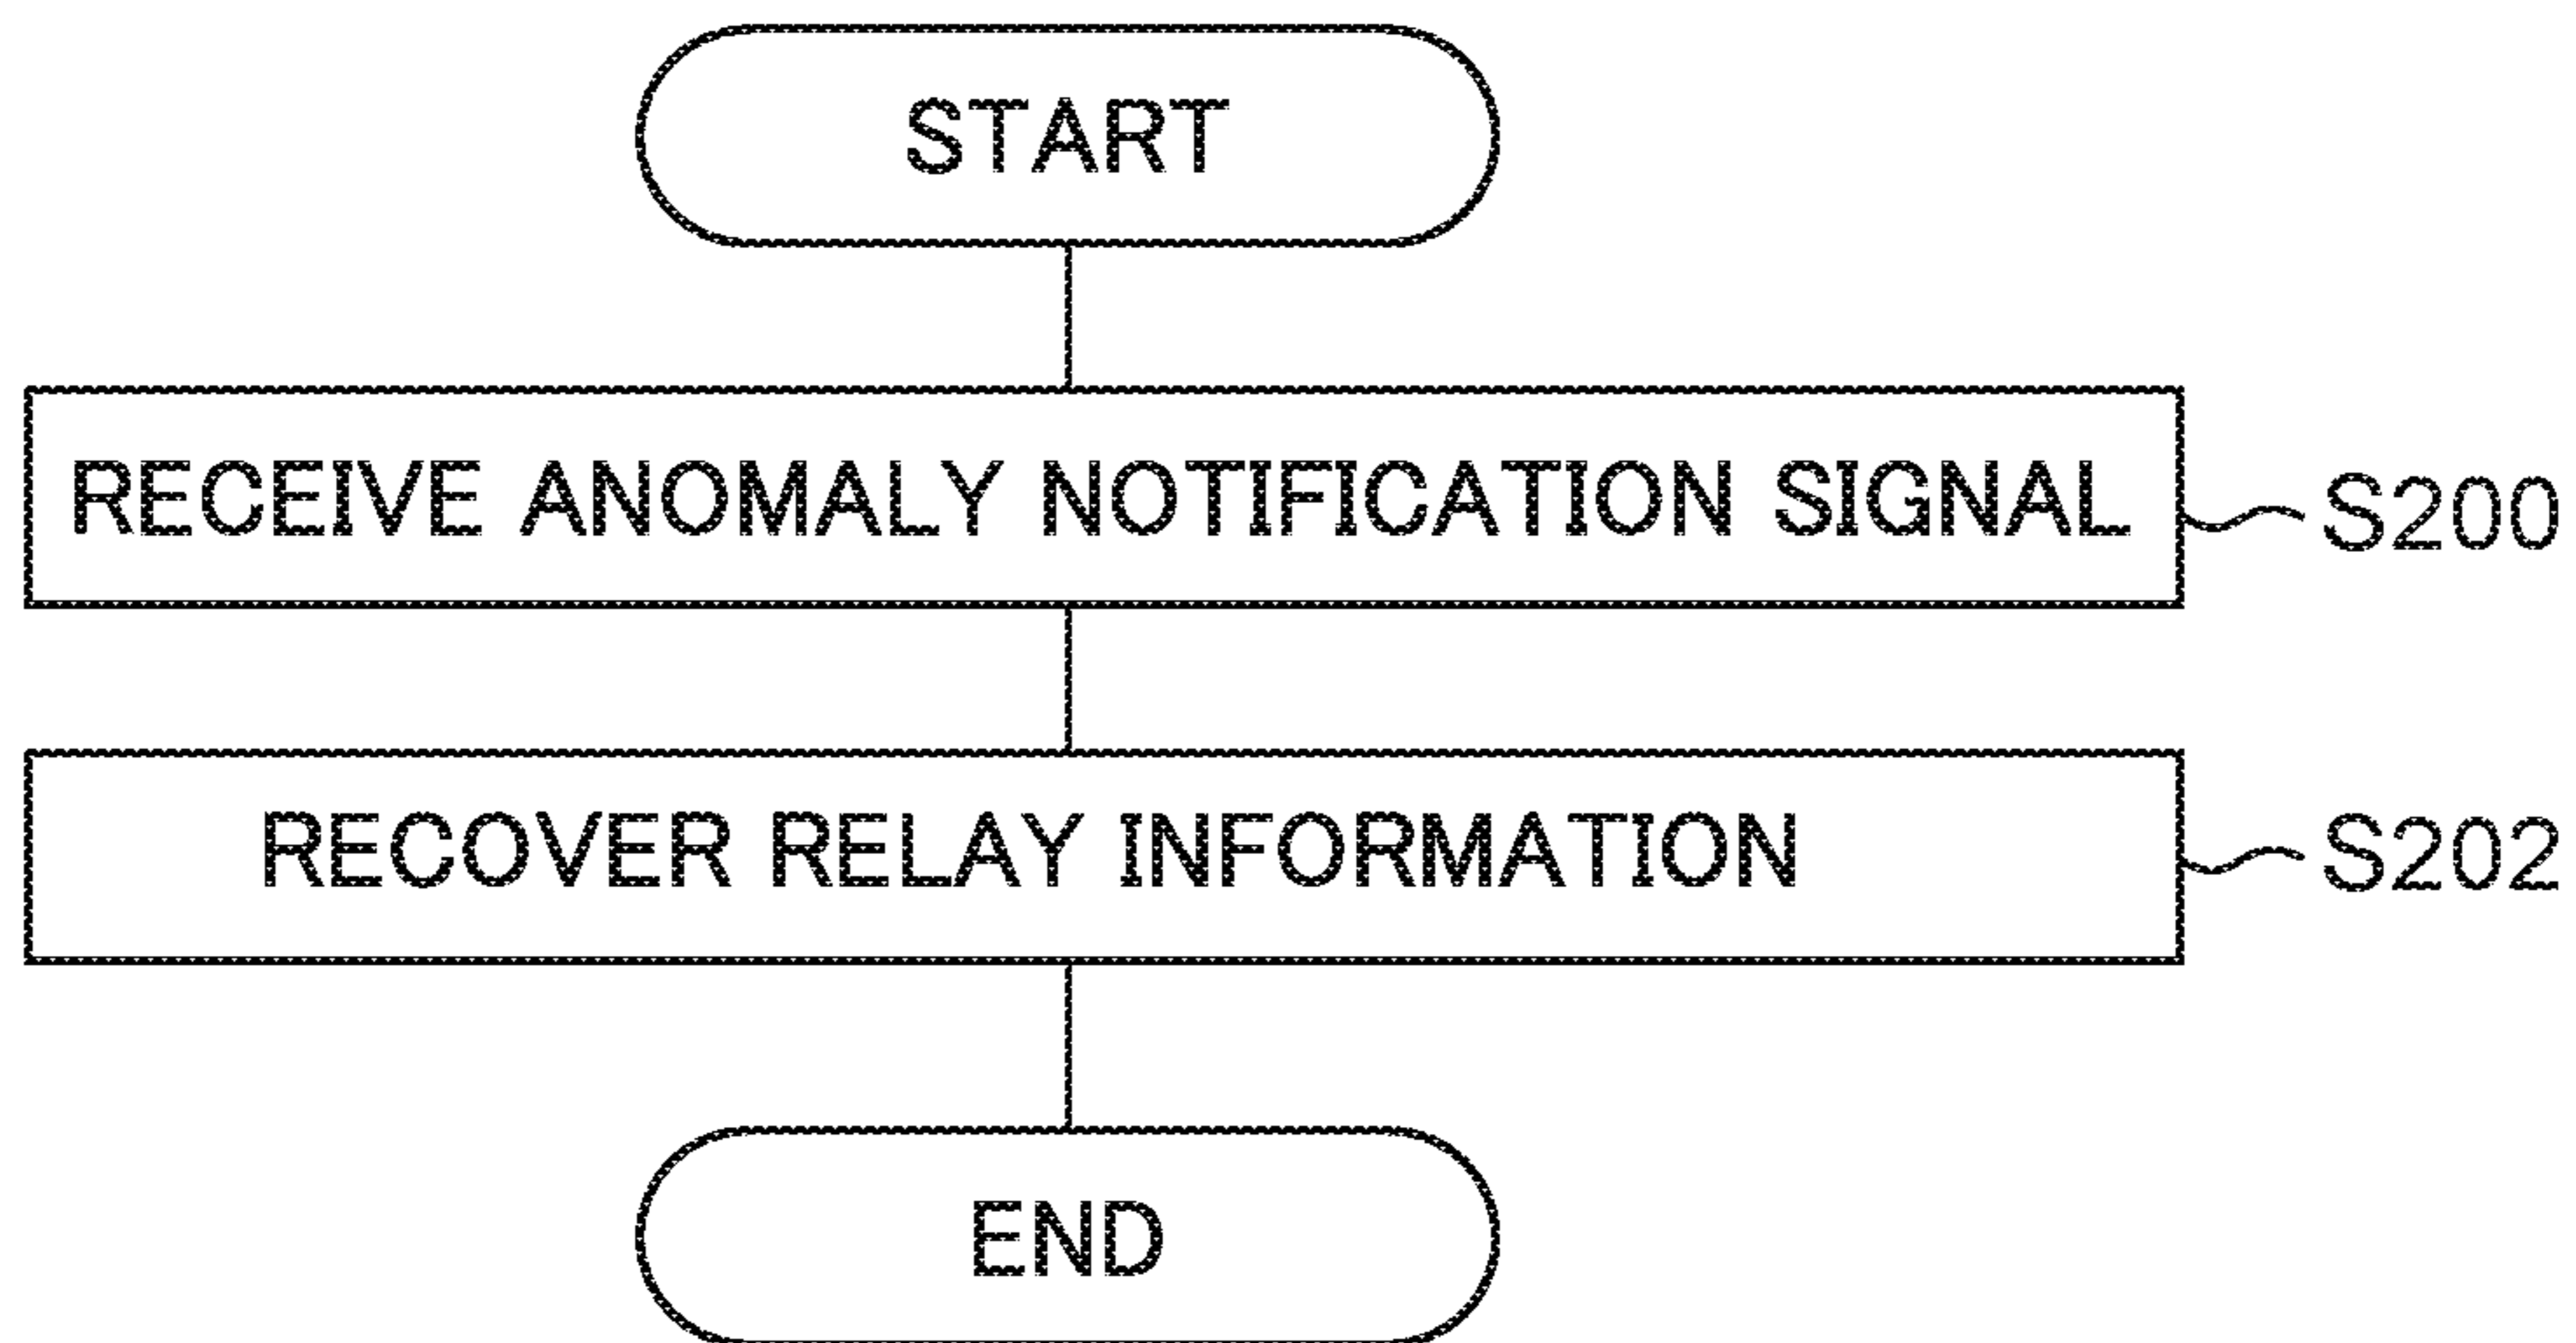 START
RECEIVE ANOMALY NOTIFICATION SIGNAL
S200
RECOVER RELAY INFORMATION
S202
END